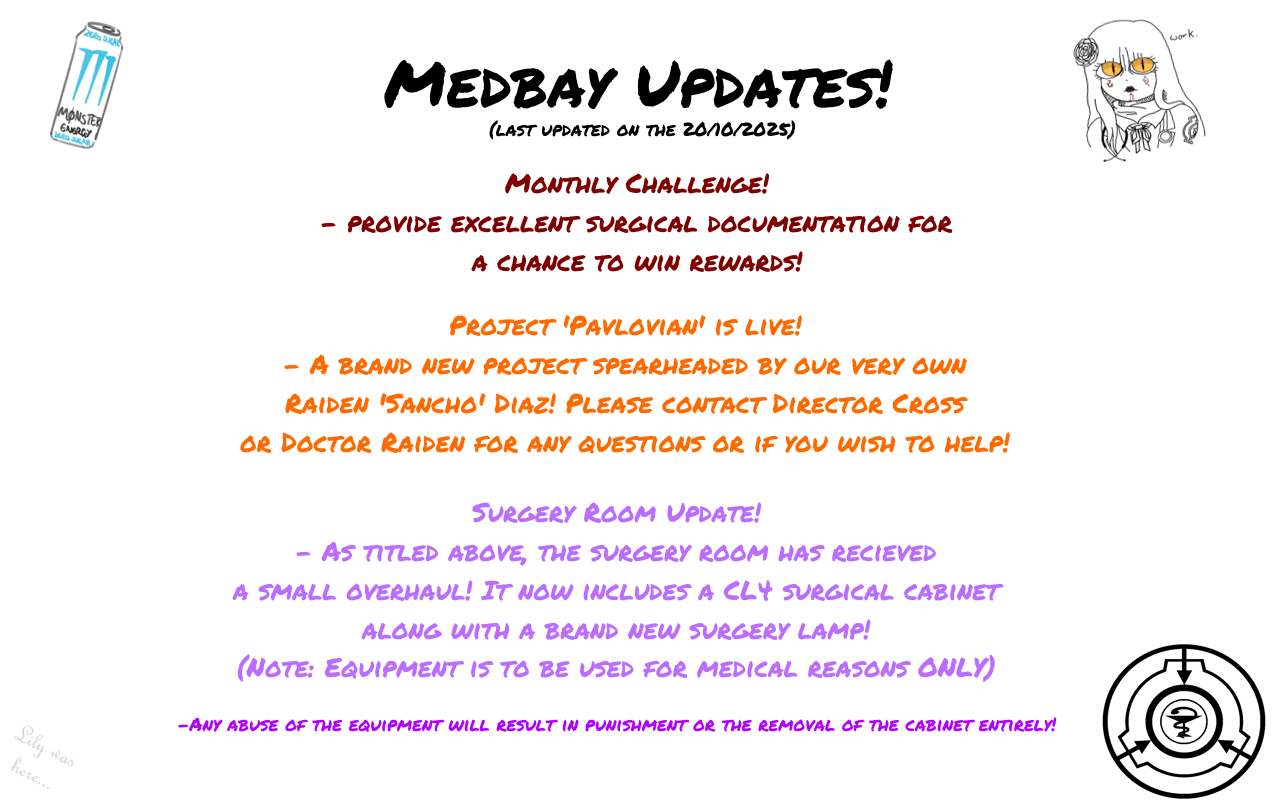 ZERO SUGAR
MONSTER
ENERGY
ZERO SUGAR
work.
Medbay Updates!
(last updated on the 20/10/2025)
Monthly Challenge!
- provide excellent surgical documentation for
a chance to win rewards!
Project 'Pavlovian' is live!
- A brand new project spearheaded by our very own
Raiden 'Sancho' Diaz! Please contact Director Cross
or Doctor Raiden for any questions or if you wish to help!
Surgery Room Update!
- As titled above, the surgery room has recieved
a small overhaul! It now includes a CL4 surgical cabinet
along with a brand new surgery lamp!
(Note: Equipment is to be used for medical reasons ONLY)
-Any abuse of the equipment will result in punishment or the removal of the cabinet entirely!
Lily was
here...